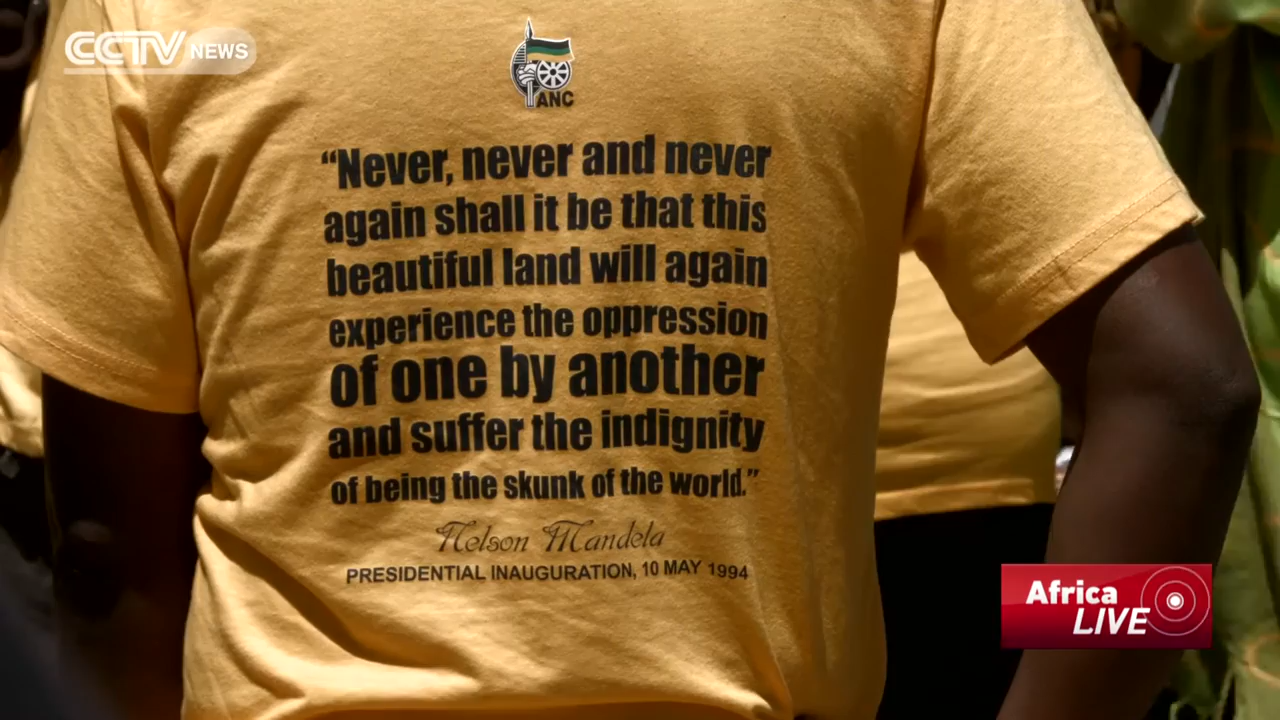 CCTV NEWS
ANC
“Never, never and never
again shall it be that this
beautiful land will again
experience the oppression
of one by another
and suffer the indignity
of being the skunk of the world.”
Nelson Mandela
PRESIDENTIAL INAUGURATION, 10 MAY 1994
Africa
LIVE